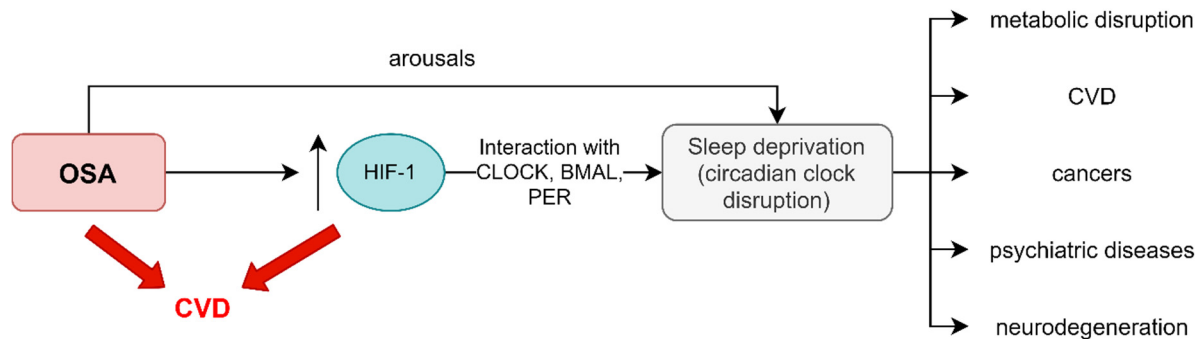 arousals
OSA
HIF-1
Interaction with
CLOCK, BMAL,
PER
Sleep deprivation
(circadian clock
disruption)
CVD
metabolic disruption
CVD
cancers
psychiatric diseases
neurodegeneration